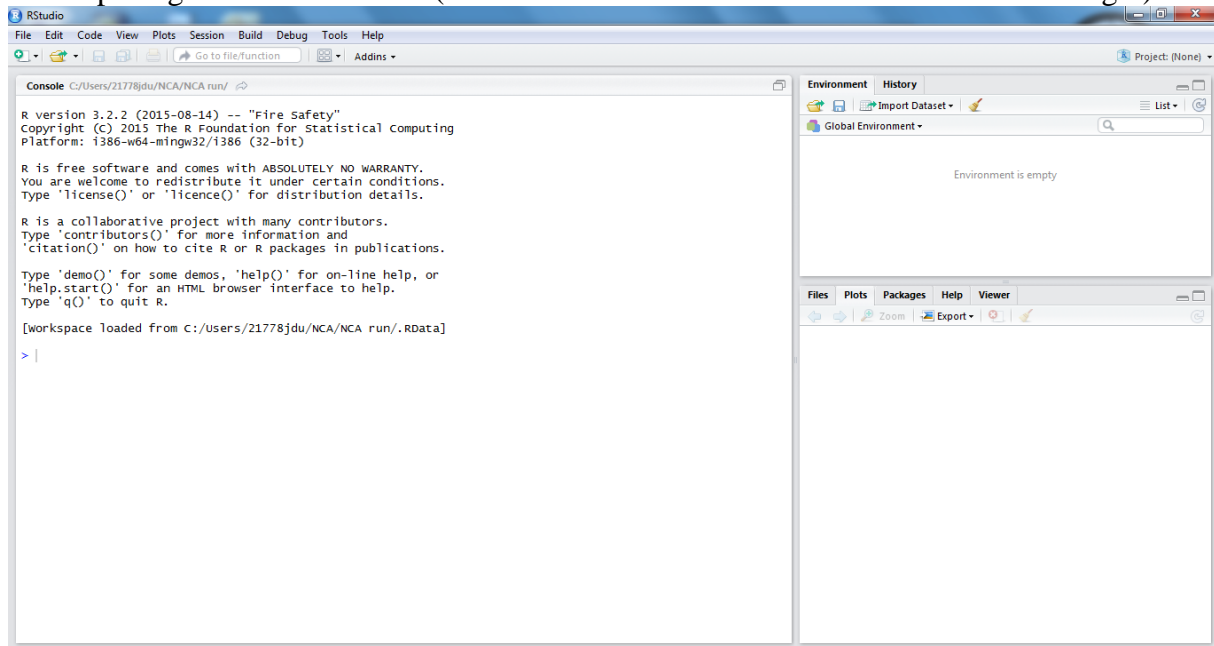 RStudio
File Edit Code View Plots Session Build Debug Tools Help
Go to file/function Addins
Project: (None)
Console C:/Users/21778jdu/NCA/NCA run/
R version 3.2.2 (2015-08-14) -- "Fire Safety"
Copyright (C) 2015 The R Foundation for Statistical Computing
Platform: i386-w64-mingw32/i386 (32-bit)
R is free software and comes with ABSOLUTELY NO WARRANTY.
You are welcome to redistribute it under certain conditions.
Type 'license()' or 'licence()' for distribution details.
R is a collaborative project with many contributors.
Type 'contributors()' for more information and
'citation()' on how to cite R or R packages in publications.
Type 'demo()' for some demos, 'help()' for on-line help, or
'help.start()' for an HTML browser interface to help.
Type 'q()' to quit R.
[Workspace loaded from C:/Users/21778jdu/NCA/NCA run/.RData]
>
Environment History
Import Dataset List
Global Environment
Environment is empty
Files Plots Packages Help Viewer
Zoom Export